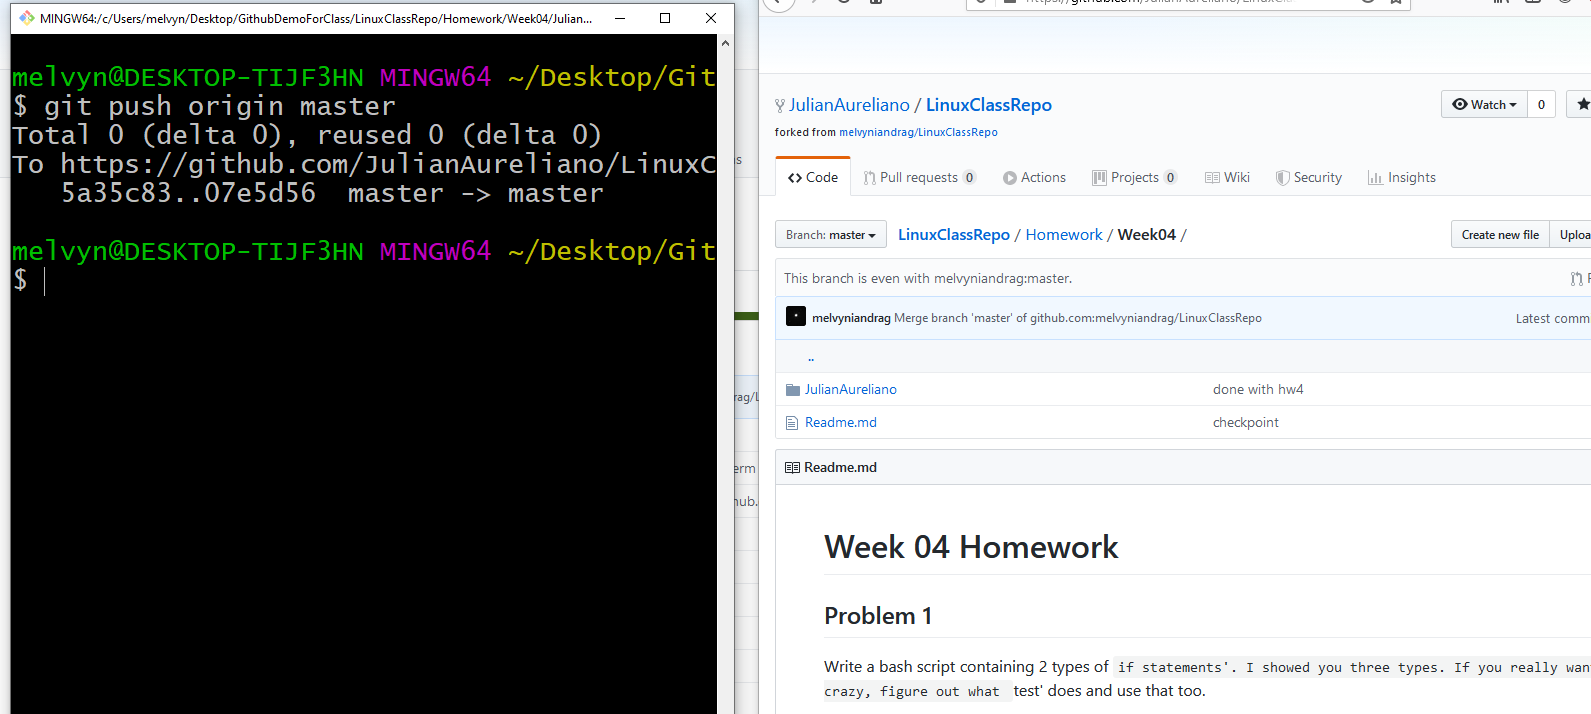 MINGW64:/c/Users/melvyn/Desktop/GithubDemoForClass/LinuxClassRepo/Homework/Week04/Julian...
melvyn@DESKTOP-TIJF3HN MINGW64 ~/Desktop/Git
$ git push origin master
Total 0 (delta 0), reused 0 (delta 0)
To https://github.com/JulianAureliano/LinuxC
5a35c83..07e5d56 master -> master
melvyn@DESKTOP-TIJF3HN MINGW64 ~/Desktop/Git
$
JulianAureliano / LinuxClassRepo
Watch 0
forked from melvyniandrag/LinuxClassRepo
Code Pull requests 0 Actions Projects 0 Wiki Security Insights
Branch: master LinuxClassRepo / Homework / Week04 / Create new file Uploa
This branch is even with melvyniandrag:master.
melvyniandrag Merge branch 'master' of github.com:melvyniandrag/LinuxClassRepo Latest comm
..
JulianAureliano done with hw4
Readme.md checkpoint
Readme.md
Week 04 Homework
Problem 1
Write a bash script containing 2 types of if statements'. I showed you three types. If you really wan
crazy, figure out what test' does and use that too.